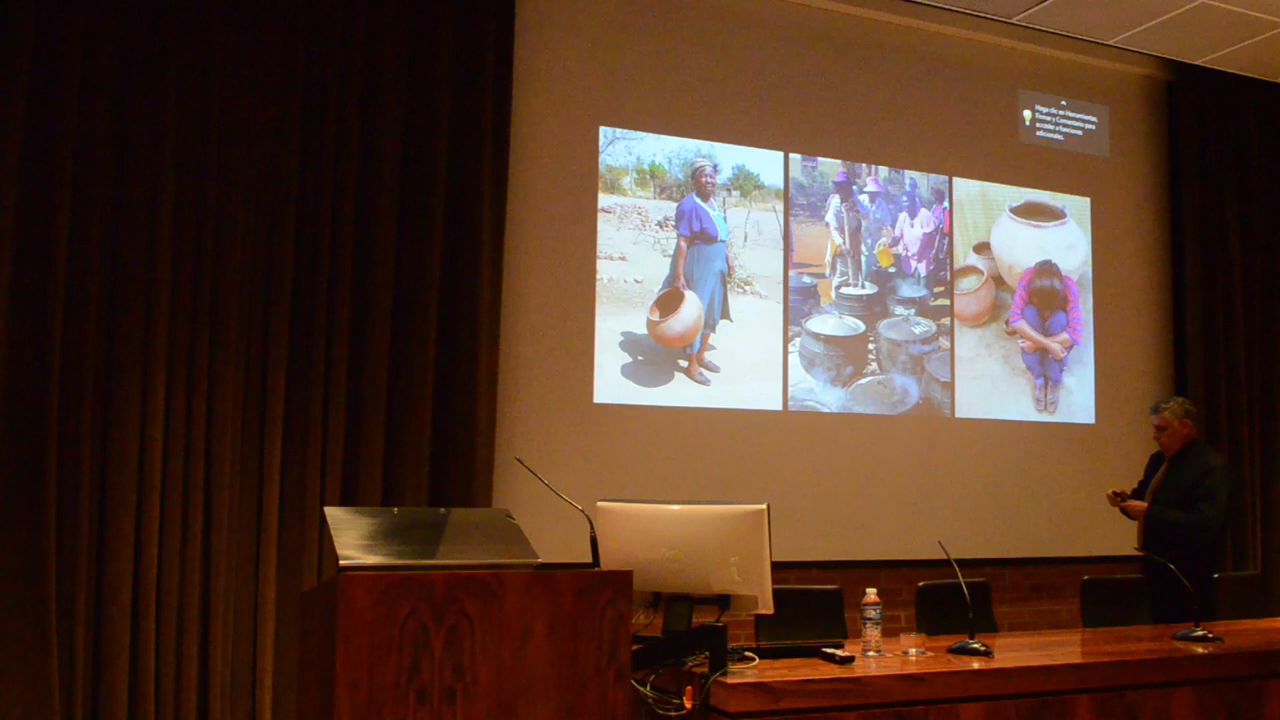 Haga clic en Herramientas,
Firmar y Comentario para
acceder a funciones
adicionales.